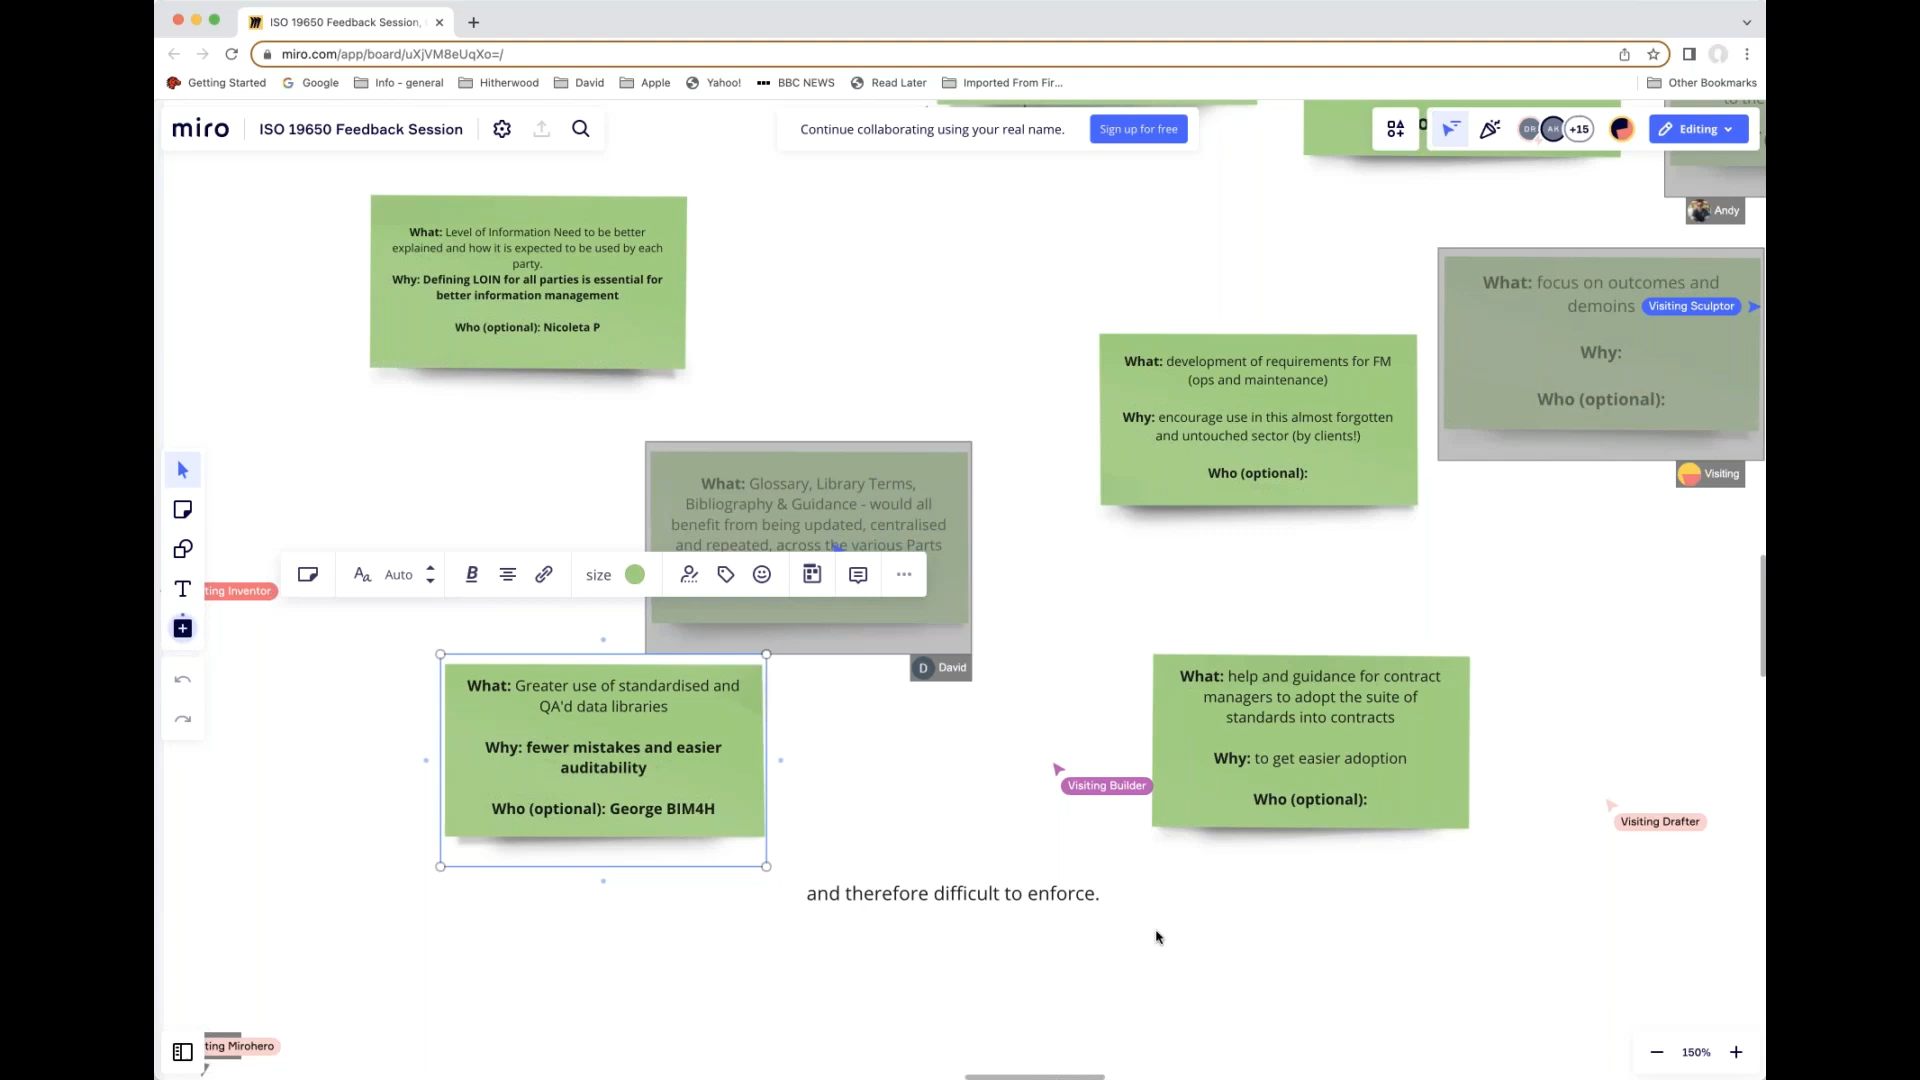 ISO 19650 Feedback Session,
miro.com/app/board/uXjVM8eUqXo=/
Getting Started
Google
Info - general
Hitherwood
David
Apple
Yahoo!
BBC NEWS
Read Later
Imported From Fir...
Other Bookmarks
miro
ISO 19650 Feedback Session
Continue collaborating using your real name.
Sign up for free
DR
AK
+15
Editing
to the
Andy
What: Level of Information Need to be better
explained and how it is expected to be used by each
party.
Why: Defining LOIN for all parties is essential for
better information management
Who (optional): Nicoleta P
What: focus on outcomes and
demoins
Visiting Sculptor
Why:
Who (optional):
Visiting
What: development of requirements for FM
(ops and maintenance)
Why: encourage use in this almost forgotten
and untouched sector (by clients!)
Who (optional):
What: Glossary, Library Terms,
Bibliography & Guidance - would all
benefit from being updated, centralised
and repeated, across the various Parts
Aa
Auto
B
size
ting Inventor
D
David
What: Greater use of standardised and
QA'd data libraries
Why: fewer mistakes and easier
auditability
Who (optional): George BIM4H
What: help and guidance for contract
managers to adopt the suite of
standards into contracts
Why: to get easier adoption
Who (optional):
Visiting Builder
Visiting Drafter
and therefore difficult to enforce.
ting Mirohero
150%